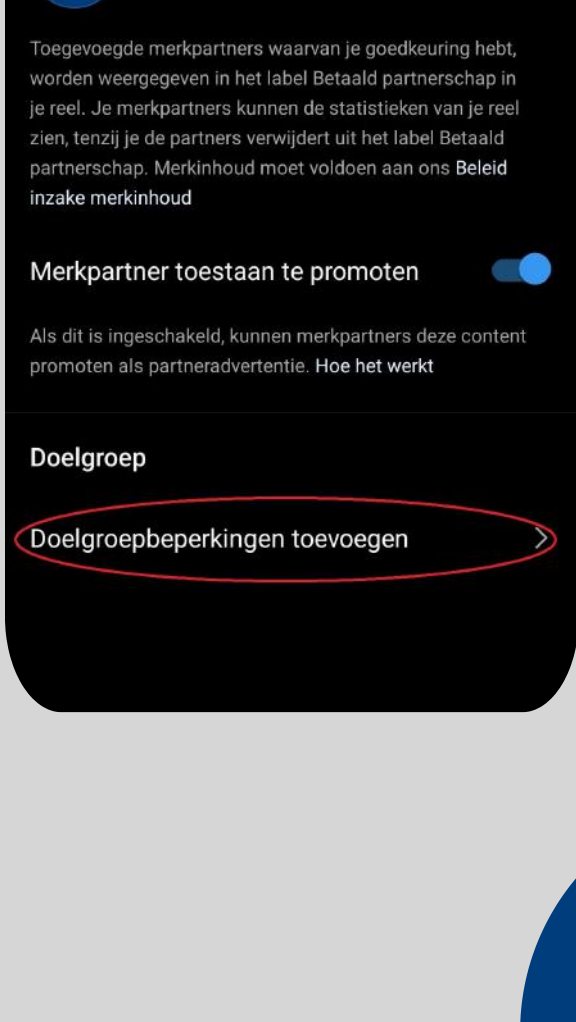 Toegevoegde merkpartners waarvan je goedkeuring hebt,
worden weergegeven in het label Betaald partnerschap in
je reel. Je merkpartners kunnen de statistieken van je reel
zien, tenzij je de partners verwijdert uit het label Betaald
partnerschap. Merkinhoud moet voldoen aan ons Beleid
inzake merkinhoud
Merkpartner toestaan te promoten
Als dit is ingeschakeld, kunnen merkpartners deze content
promoten als partneradvertentie. Hoe het werkt
Doelgroep
Doelgroepbeperkingen toevoegen